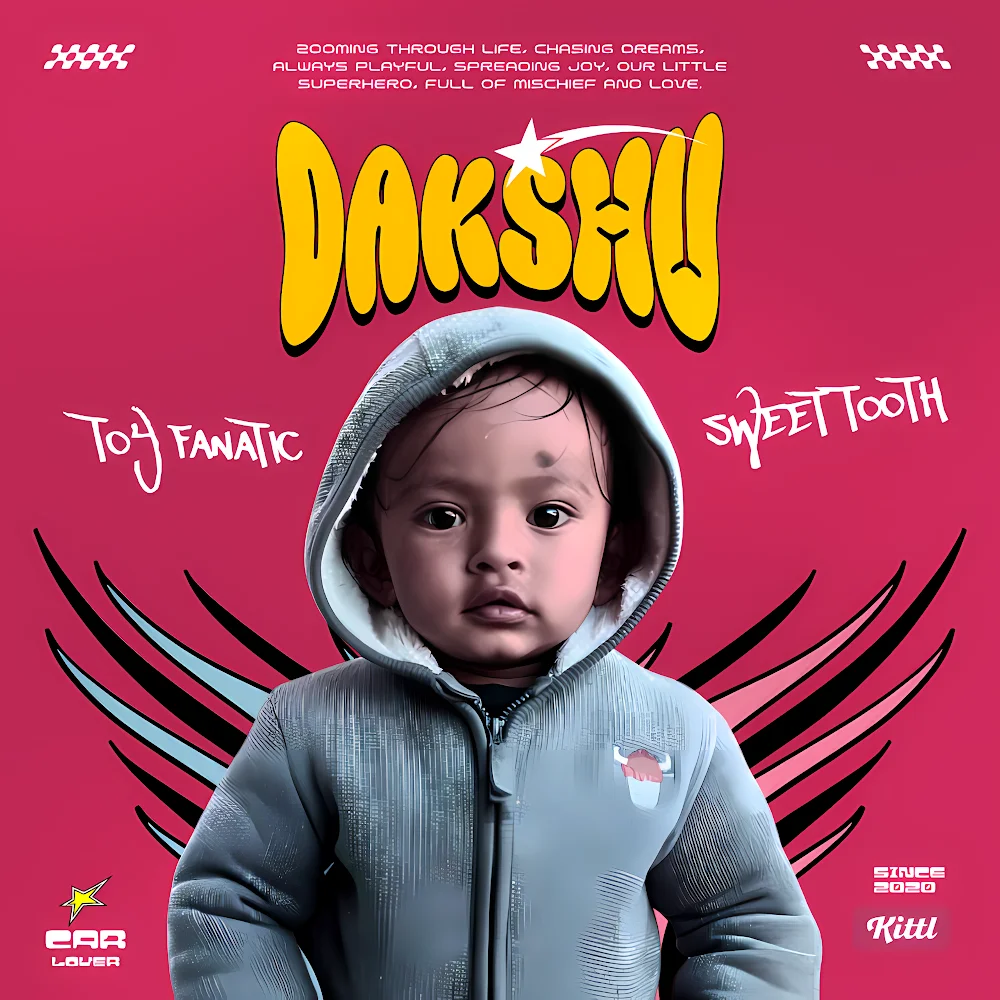 ZOOMING THROUGH LIFE, CHASING DREAMS,
ALWAYS PLAYFUL, SPREADING JOY, OUR LITTLE
SUPERHERO, FULL OF MISCHIEF AND LOVE.
DAKSHU
TOY FANATIC
SWEET TOOTH
CAR
LOVER
SINCE
2020
Kittl